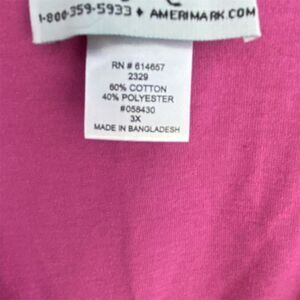 1-800-359-5933 • AMERIMARK.COM
RN # 614657
2329
60% COTTON
40% POLYESTER
#058430
3X
MADE IN BANGLADESH